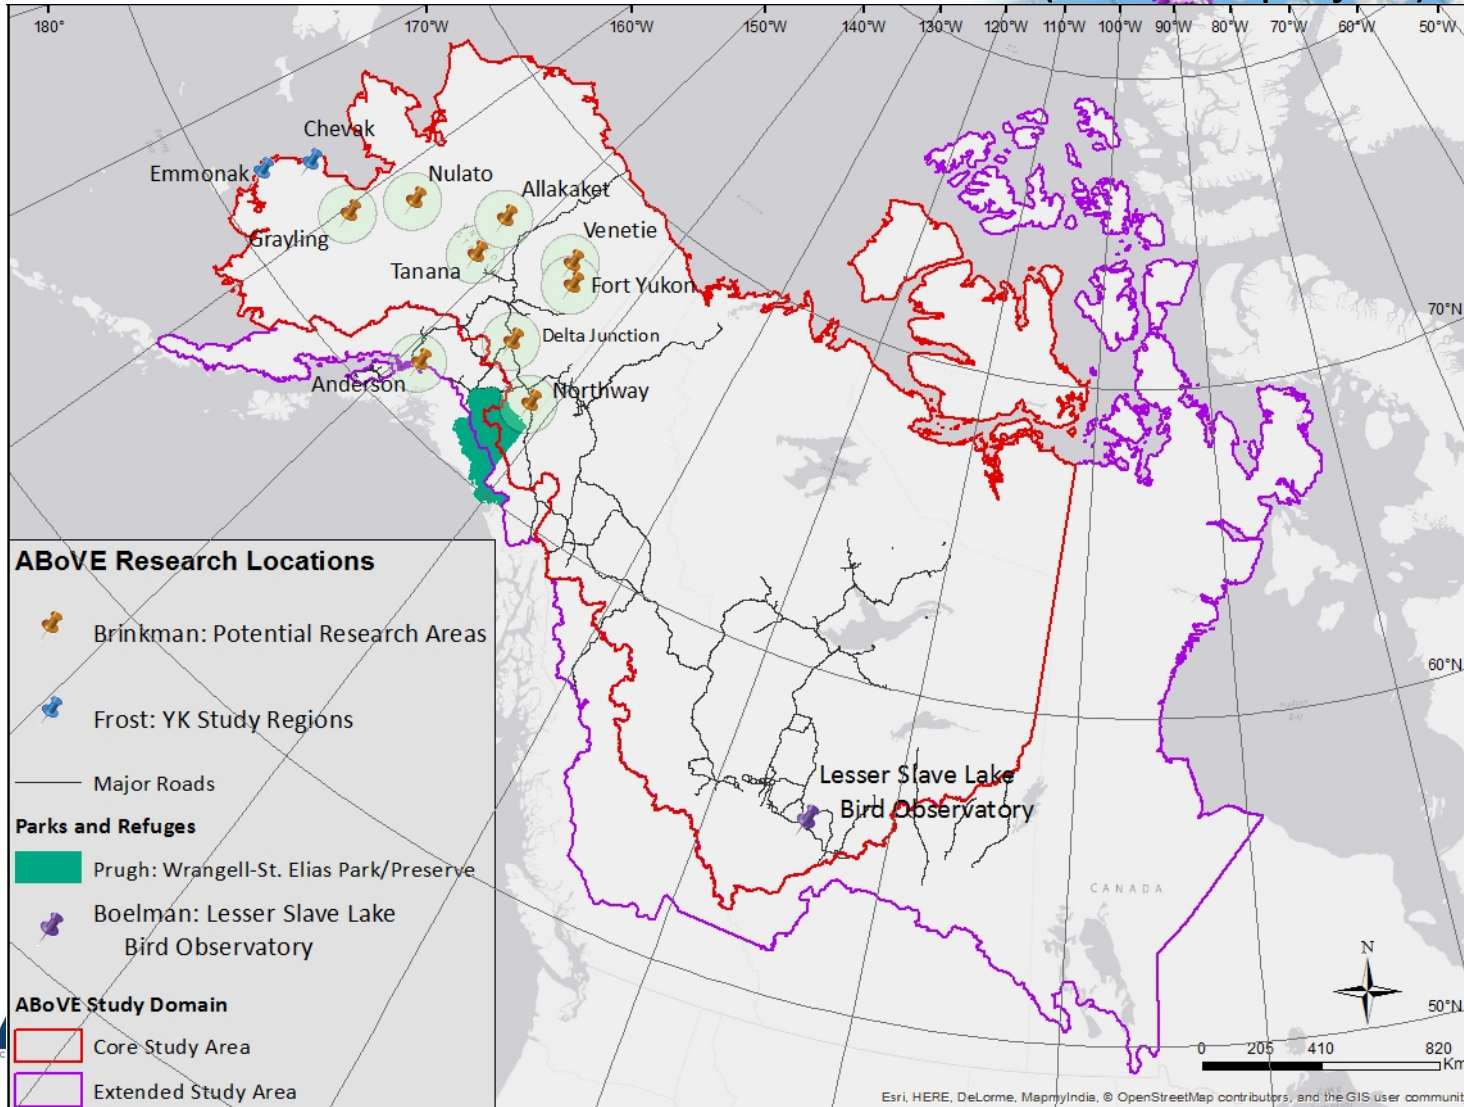 180°
170°W
160°W
150°W
140°W
130°W
120°W
110°W
100°W
90°W
80°W
70°W
60°W
50°W
Chevak
Emmonak
Nulato
Allakaket
Grayling
Venetie
Tanana
Fort Yukon
70°N
Delta Junction
Anderson
Northway
ABoVE Research Locations
Brinkman: Potential Research Areas
60°N
Frost: YK Study Regions
Major Roads
Lesser Slave Lake
Bird Observatory
Parks and Refuges
Prugh: Wrangell-St. Elias Park/Preserve
CANADA
Boelman: Lesser Slave Lake
Bird Observatory
N
ABoVE Study Domain
50°N
Core Study Area
0 205 410 820
Km
Extended Study Area
Esri, HERE, DeLorme, MapmyIndia, © OpenStreetMap contributors, and the GIS user communit